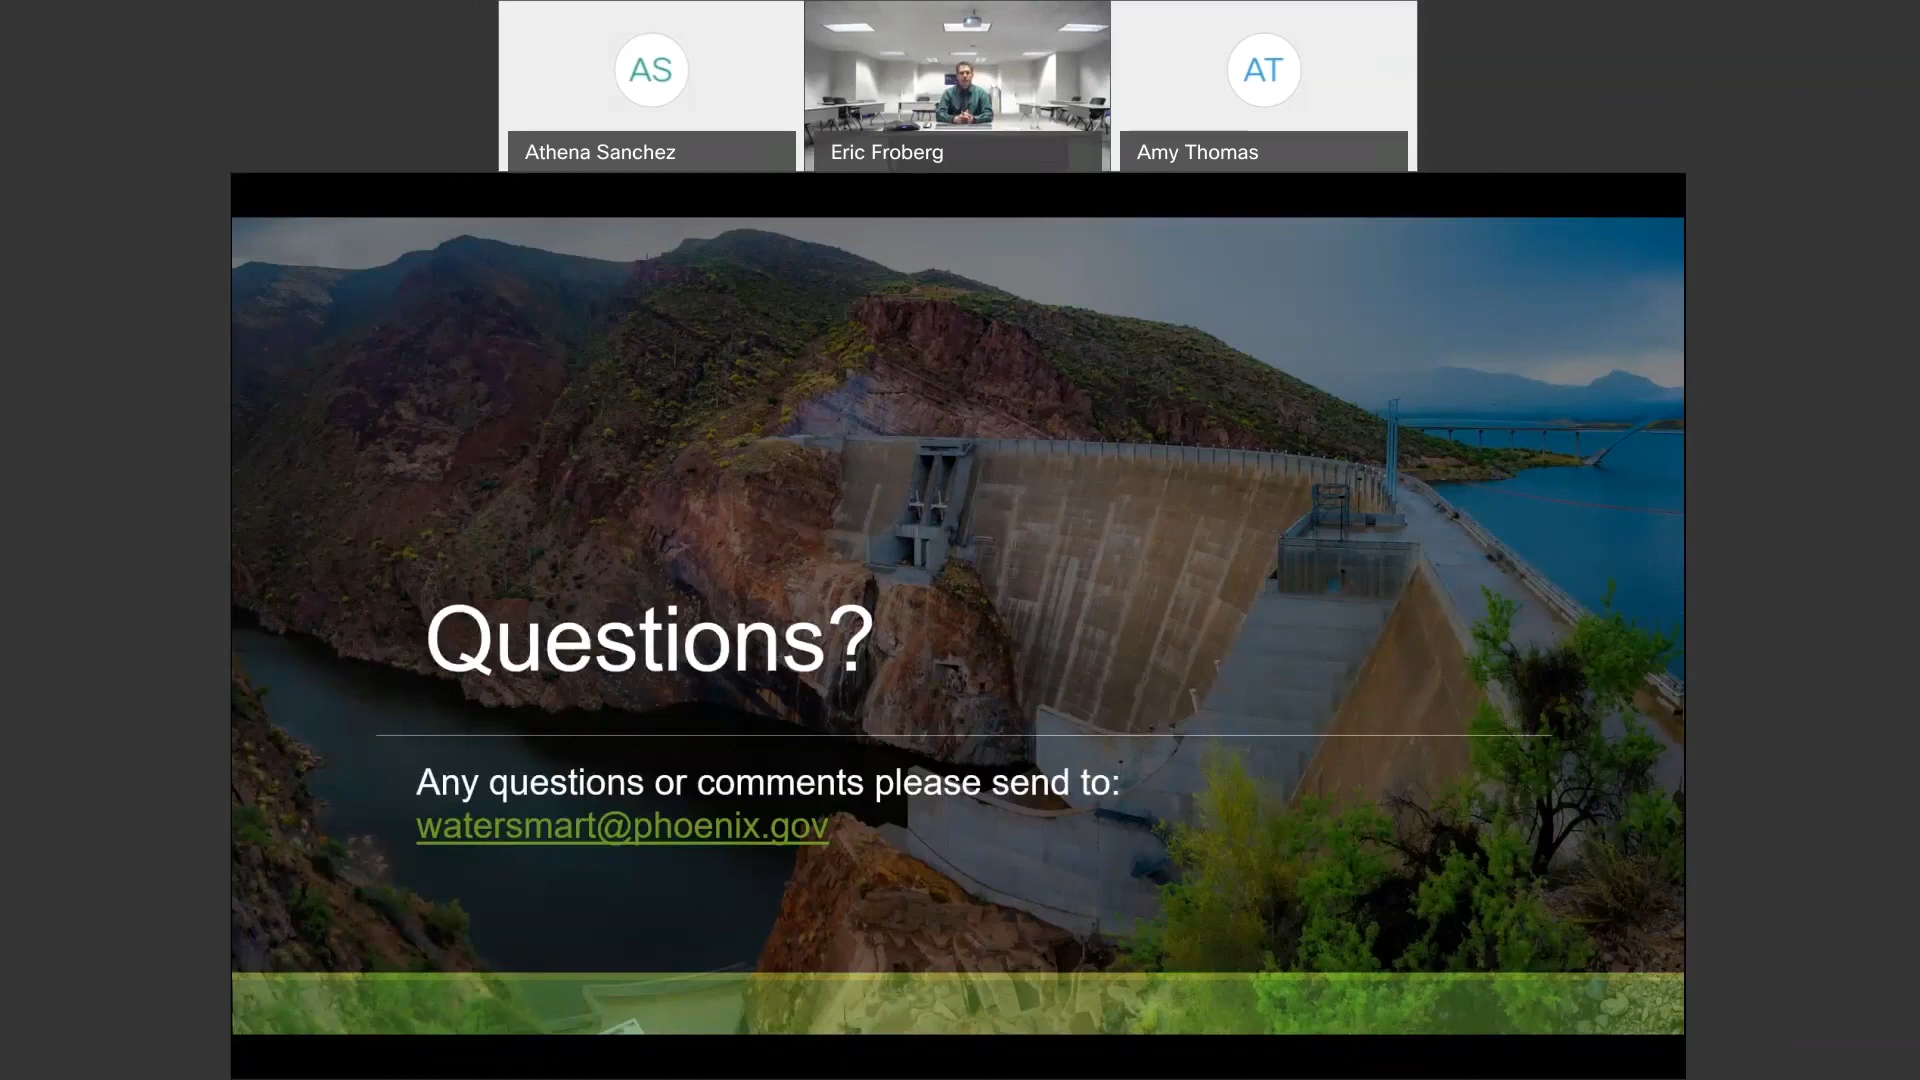 AS
AT
Athena Sanchez
Eric Froberg
Amy Thomas
Questions?
Any questions or comments please send to:
watersmart@phoenix.gov